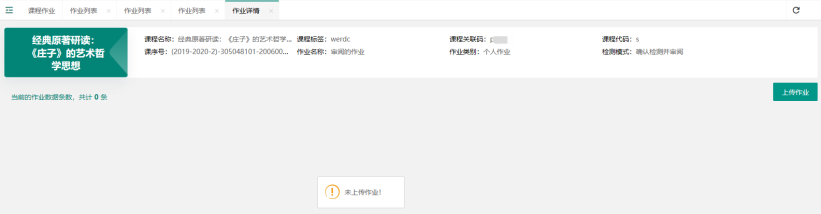 课程作业 作业列表 作业列表 作业列表 作业详情
经典原著研读:
《庄子》的艺术哲
学思想
课程名称: 经典原著研读: 《庄子》的艺术哲学... 课程标签: werdc 课程关联码: 课程代码: s
课序号: (2019-2020-2)-305048101-200600... 作业名称: 审阅的作业 作业类别: 个人作业 检测模式: 确认检测开审阅
上传作业
当前的作业数据条数, 共计 0 条
未上传作业!